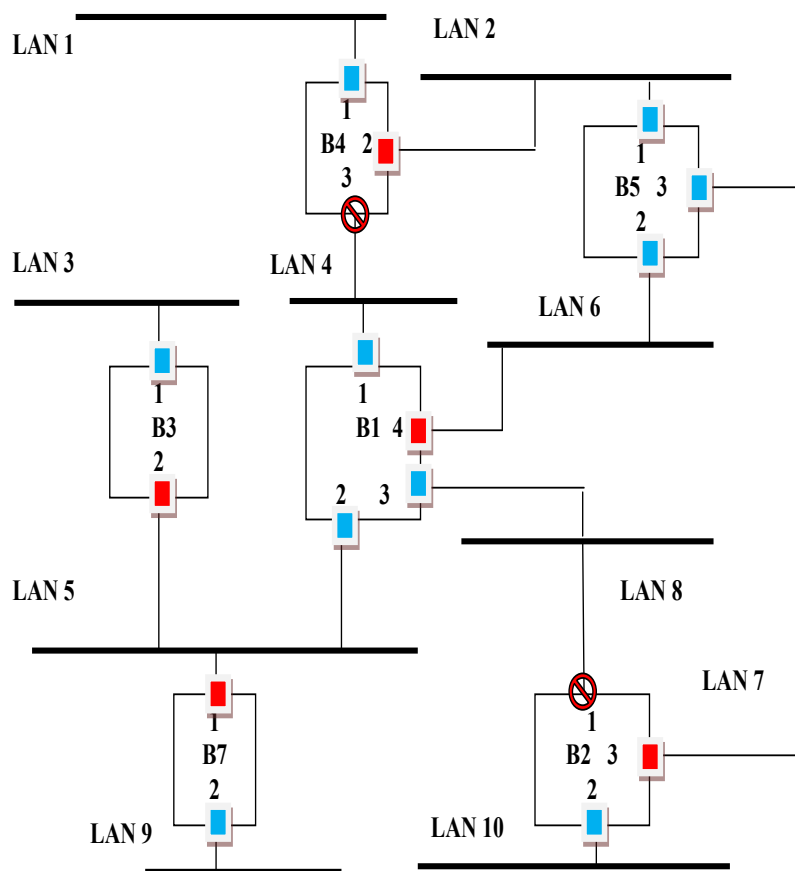 LAN 1
LAN 2
1
B4 2
3
1
B5 3
2
LAN 3
LAN 4
LAN 6
1
B3
2
1
B1 4
2 3
LAN 5
LAN 8
LAN 7
1
B7
2
1
B2 3
2
LAN 9
LAN 10